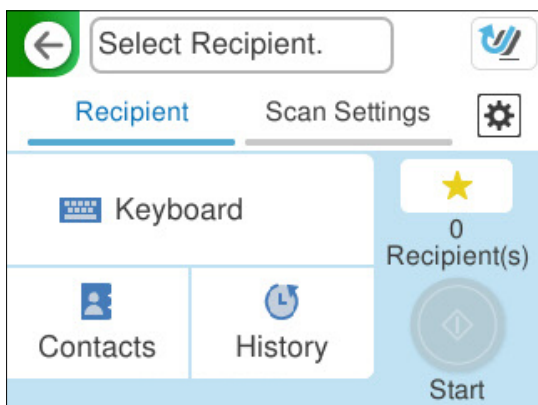 Select Recipient.
Recipient
Scan Settings
Keyboard
0
Recipient(s)
Contacts
History
Start